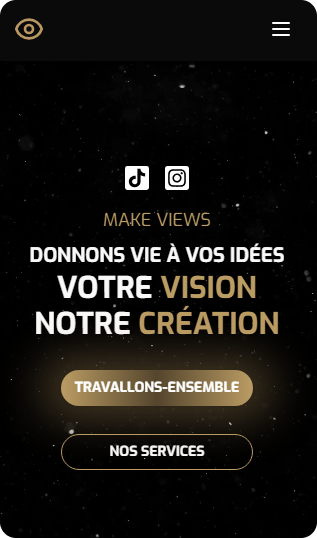 MAKE VIEWS
DONNONS VIE À VOS IDÉES
VOTRE VISION
NOTRE CRÉATION
TRAVALLONS-ENSEMBLE
NOS SERVICES